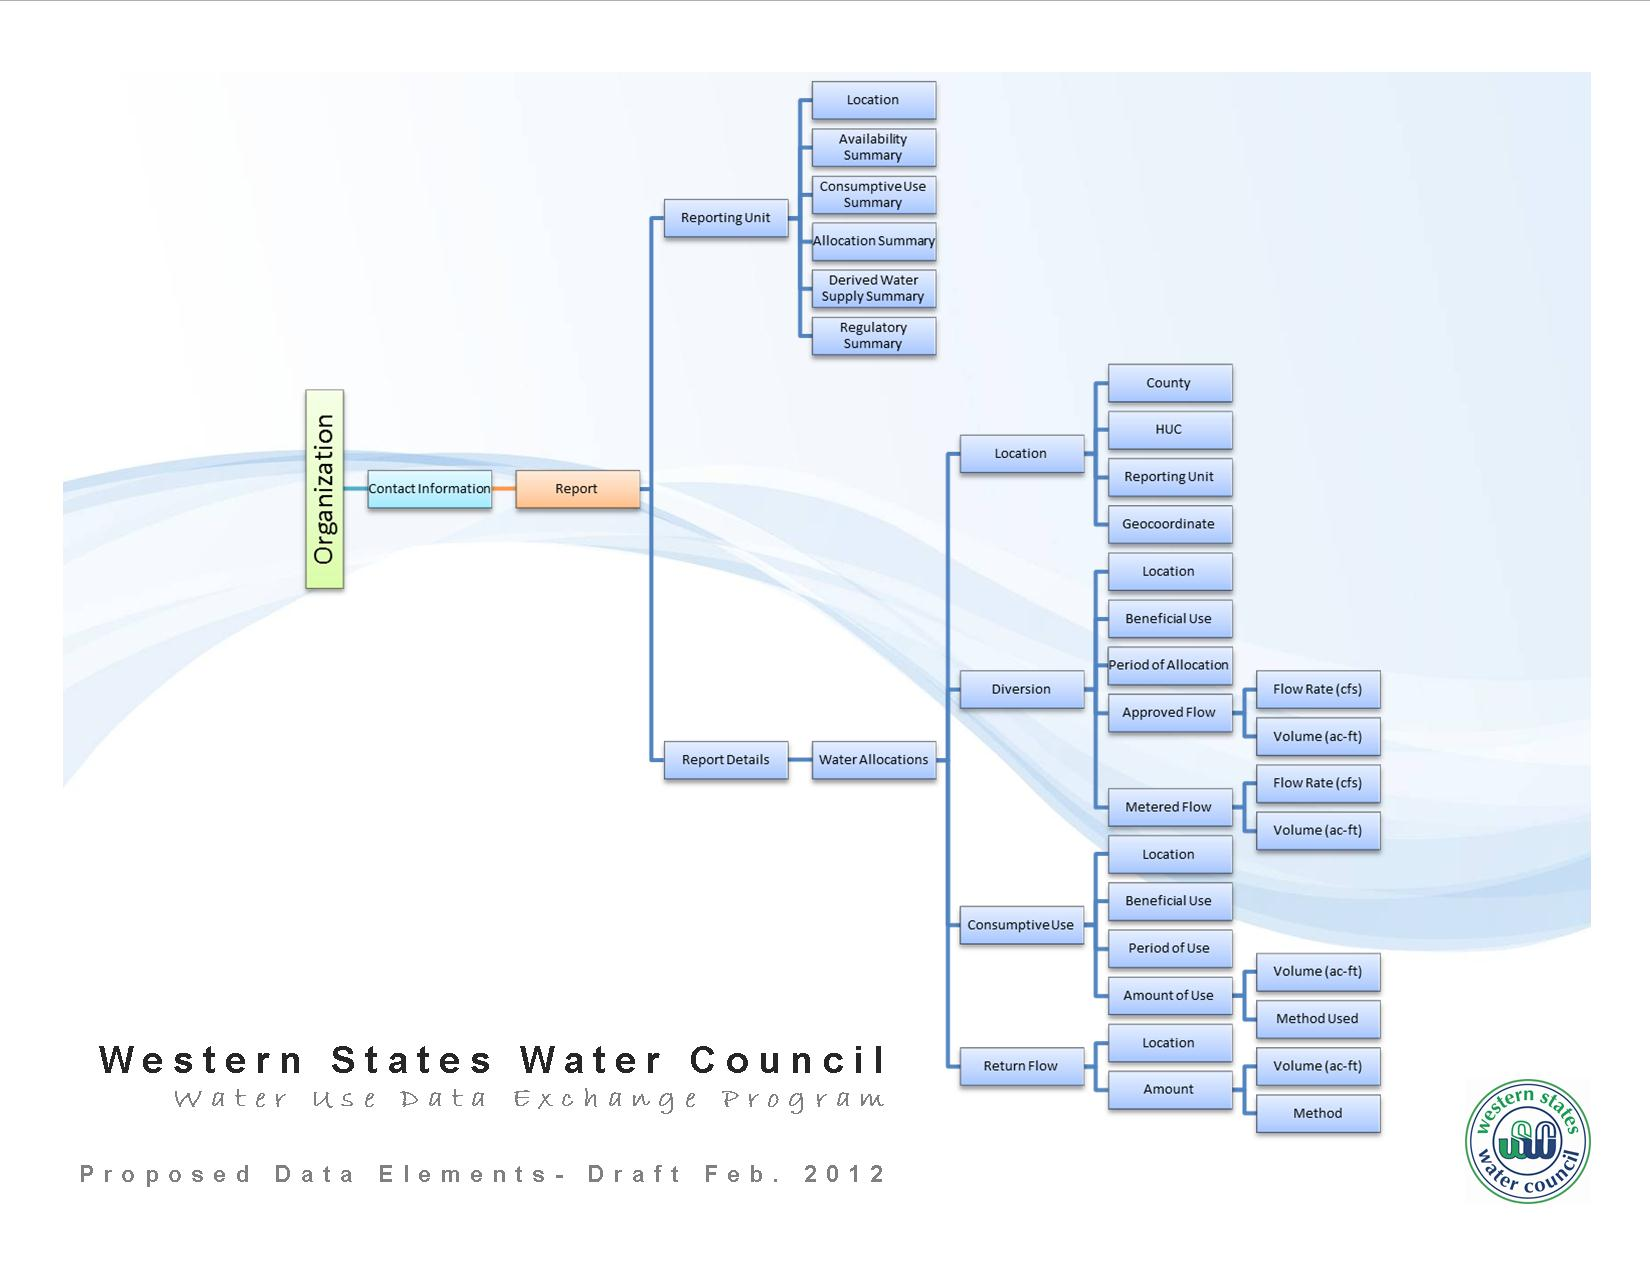 Location
Availability
Summary
Consumptive Use
Summary
Reporting Unit
Allocation Summary
Derived Water
Supply Summary
Regulatory
Summary
Organization
Contact Information
Report
County
HUC
Location
Reporting Unit
Geocoordinate
Location
Beneficial Use
Period of Allocation
Diversion
Approved Flow
Flow Rate (cfs)
Volume (ac-ft)
Report Details
Water Allocations
Metered Flow
Flow Rate (cfs)
Volume (ac-ft)
Location
Beneficial Use
Consumptive Use
Period of Use
Amount of Use
Volume (ac-ft)
Method Used
Return Flow
Location
Amount
Volume (ac-ft)
Method
Western States Water Council
Water Use Data Exchange Program
Proposed Data Elements- Draft Feb. 2012
western states
WSWC
water council